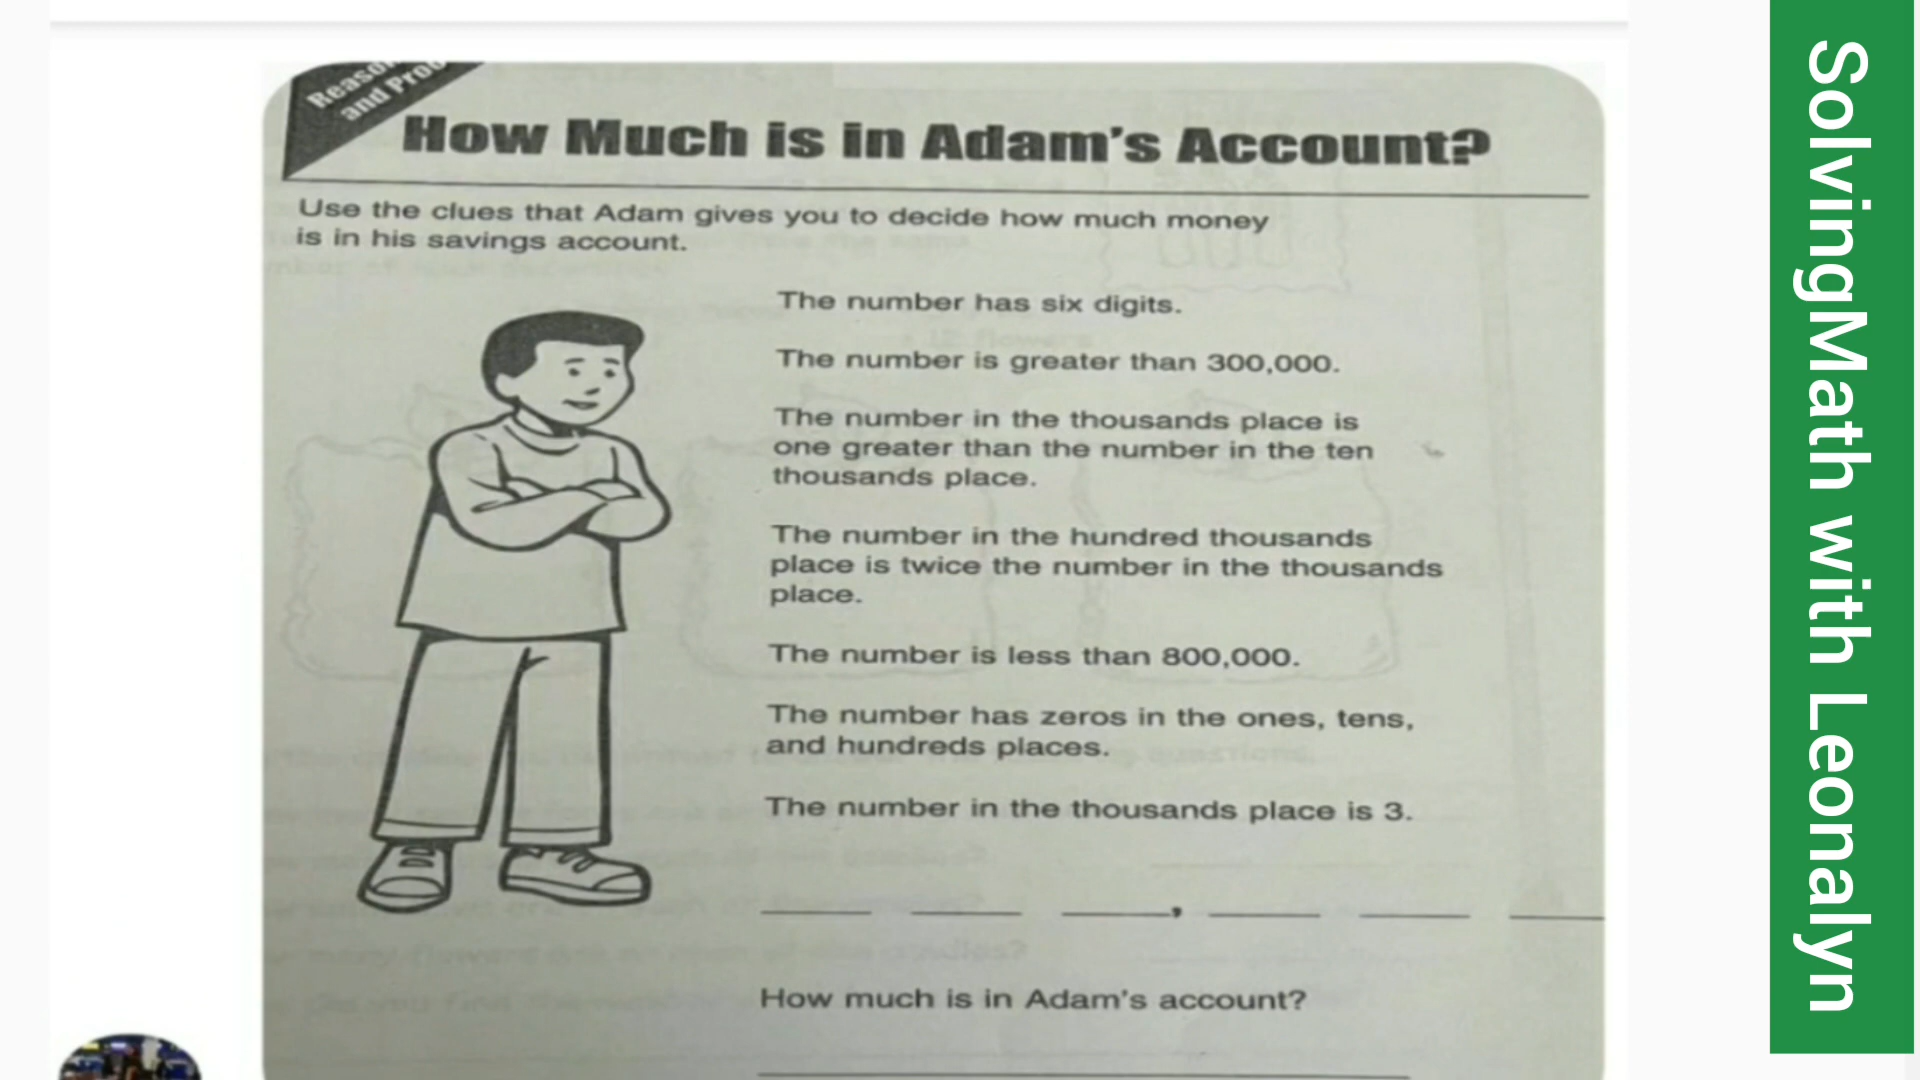 and Proo
How Much is in Adam's Account?
Use the clues that Adam gives you to decide how much money
is in his savings account.
The number has six digits.
The number is greater than 300,000.
The number in the thousands place is
one greater than the number in the ten
thousands place.
The number in the hundred thousands
place is twice the number in the thousands
place.
The number is less than 800,000.
The number has zeros in the ones, tens,
and hundreds places.
The number in the thousands place is 3.
How much is in Adam's account?
SolvingMath with Leonalyn